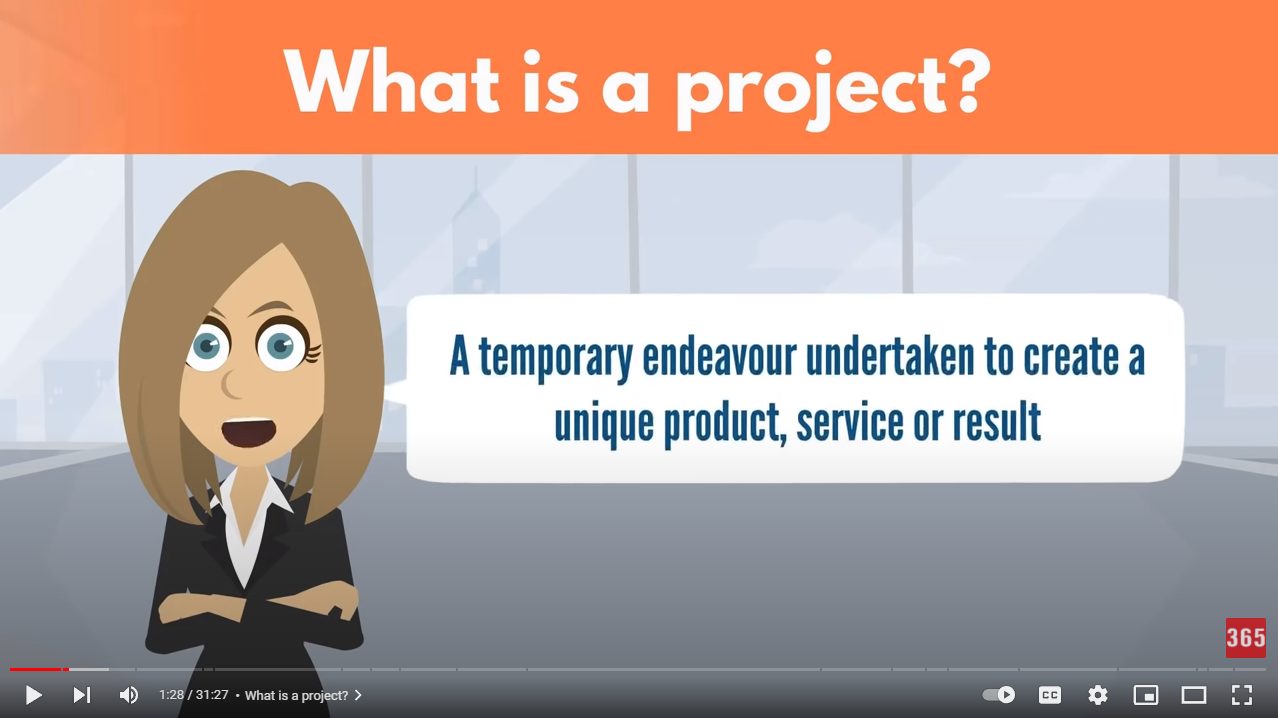 What is a project?
A temporary endeavour undertaken to create a
unique product, service or result
365
1:28 / 31:27 • What is a project?
CC